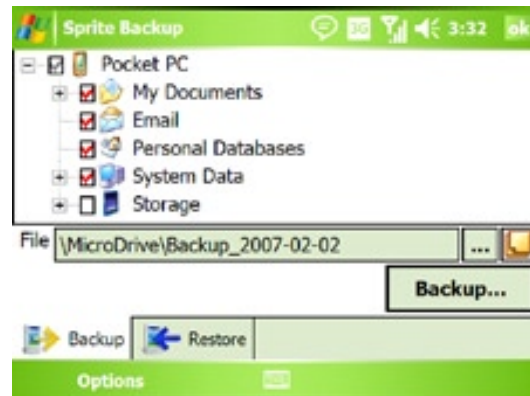 Sprite Backup 3G 3:32 ok
Pocket PC
My Documents
Email
Personal Databases
System Data
Storage
File \MicroDrive\Backup_2007-02-02 ...
Backup...
Backup Restore
Options